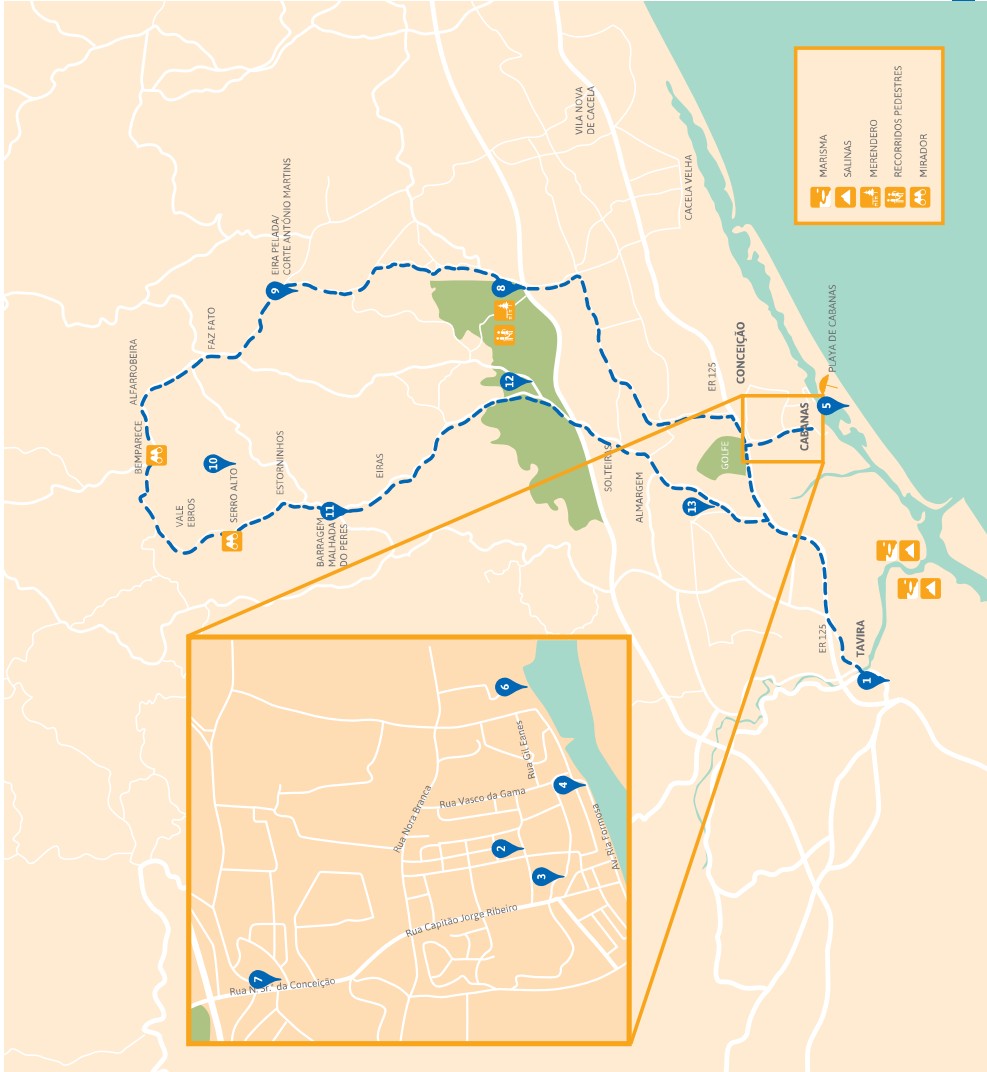 MARISMA
SALINAS
MERENDERO
RECORRIDOS PEDESTRES
MIRADOR
VILA NOVA
DE CACELA
CACELA VELHA
EIRA PELADA/
CORTE ANTÓNIO MARTINS
9
FAZ FATO
ALFARROBEIRA
BEMPARECE
10
VALE
EBROS
SERRO ALTO
ESTORNINHOS
BARRAGEM
MALHADA
DO PERES
11
EIRAS
8
12
SOLTEIRAS
ALMARGEM
13
ER 125
CONCEIÇÃO
GOLFE
CABANAS
5
PLAYA DE CABANAS
ER 125
TAVIRA
1
6
Rua Gil Eanes
4
Rua Vasco da Gama
Rua Nora Branca
2
3
Av. Ria Formosa
Rua Capitão Jorge Ribeiro
7
Rua N. Sr.ª da Conceição